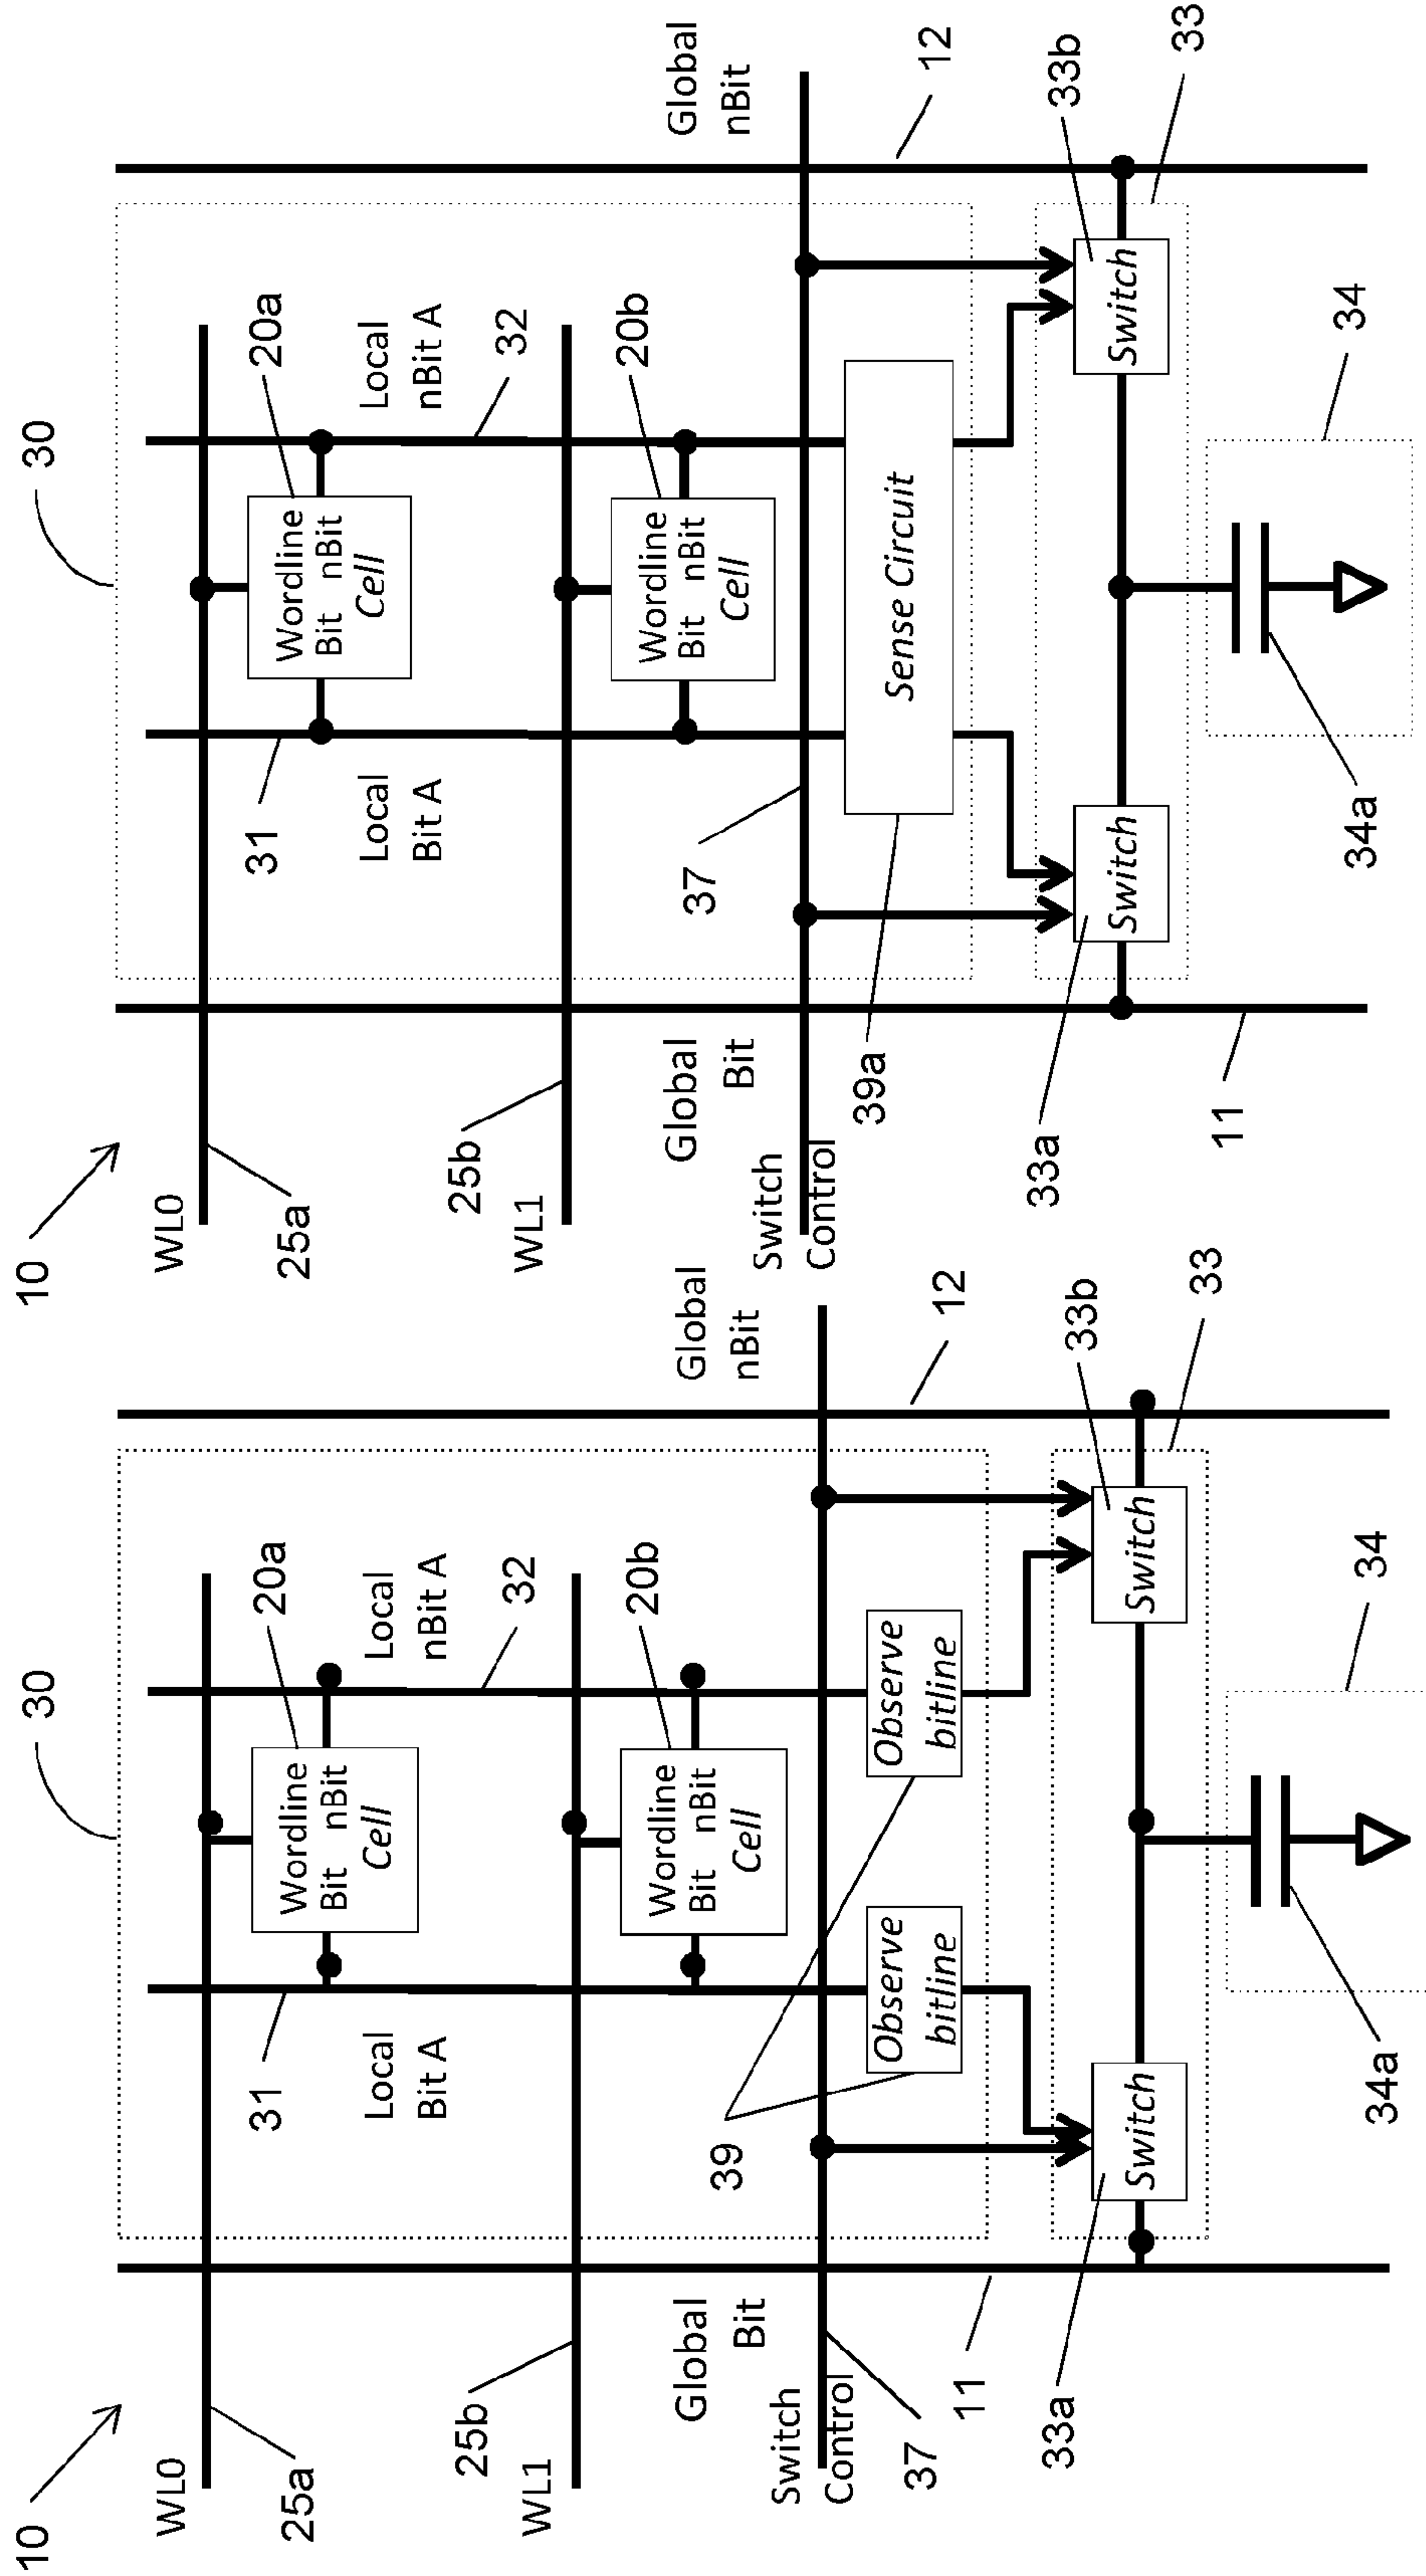 10
30
WL0
25a
20a
Wordline
Bit nBit
Cell
31
Local
Bit A
Local
nBit A
32
25b
WL1
20b
Wordline
Bit nBit
Cell
Global
Bit
Global
nBit
Switch
Control
37
39
Observe
bitline
Observe
bitline
12
11
33a
Switch
Switch
33b
33
34
34a
10
30
WL0
25a
20a
Wordline
Bit nBit
Cell
31
Local
Bit A
Local
nBit A
32
25b
WL1
20b
Wordline
Bit nBit
Cell
Global
Bit
Global
nBit
37
Switch
Control
39a
Sense Circuit
12
11
33a
Switch
Switch
33b
33
34
34a